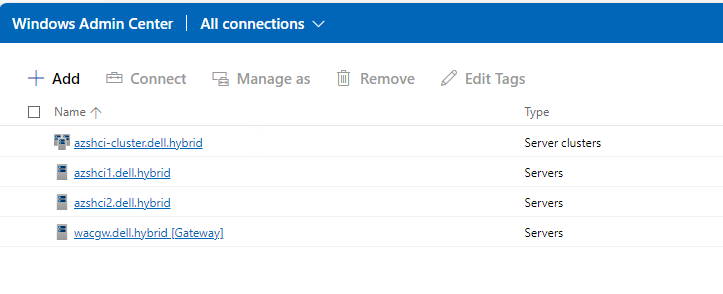 Windows Admin Center | All connections
Add Connect Manage as Remove Edit Tags
Name Type
azshci-cluster.dell.hybrid Server clusters
azshci1.dell.hybrid Servers
azshci2.dell.hybrid Servers
wacgw.dell.hybrid [Gateway] Servers